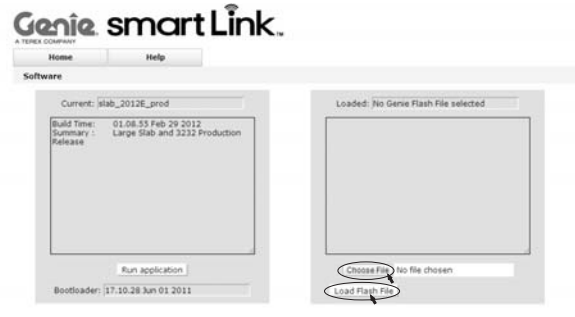 Genie. smartLink™
A TEREX COMPANY
Home Help
Software
Current: slab_2012E_prod
Build Time: 01.08.55 Feb 29 2012
Summary : Large Slab and 3232 Production
Release
Run application
Bootloader: 17.10.28 Jun 01 2011
Loaded: No Genie Flash File selected
Choose File No file chosen
Load Flash File